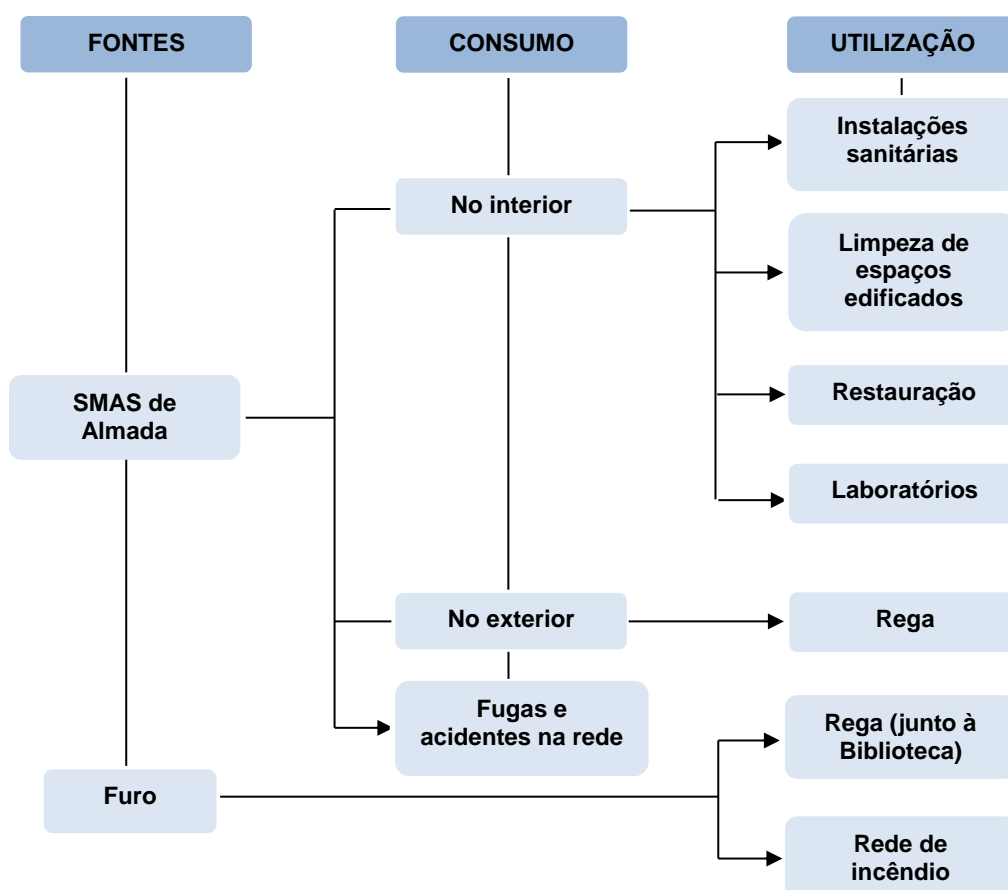 FONTES
CONSUMO
UTILIZAÇÃO
Instalações
sanitárias
No interior
Limpeza de
espaços
edificados
SMAS de
Almada
Restauração
Laboratórios
No exterior
Rega
Fugas e
acidentes na rede
Rega (junto à
Biblioteca)
Furo
Rede de
incêndio